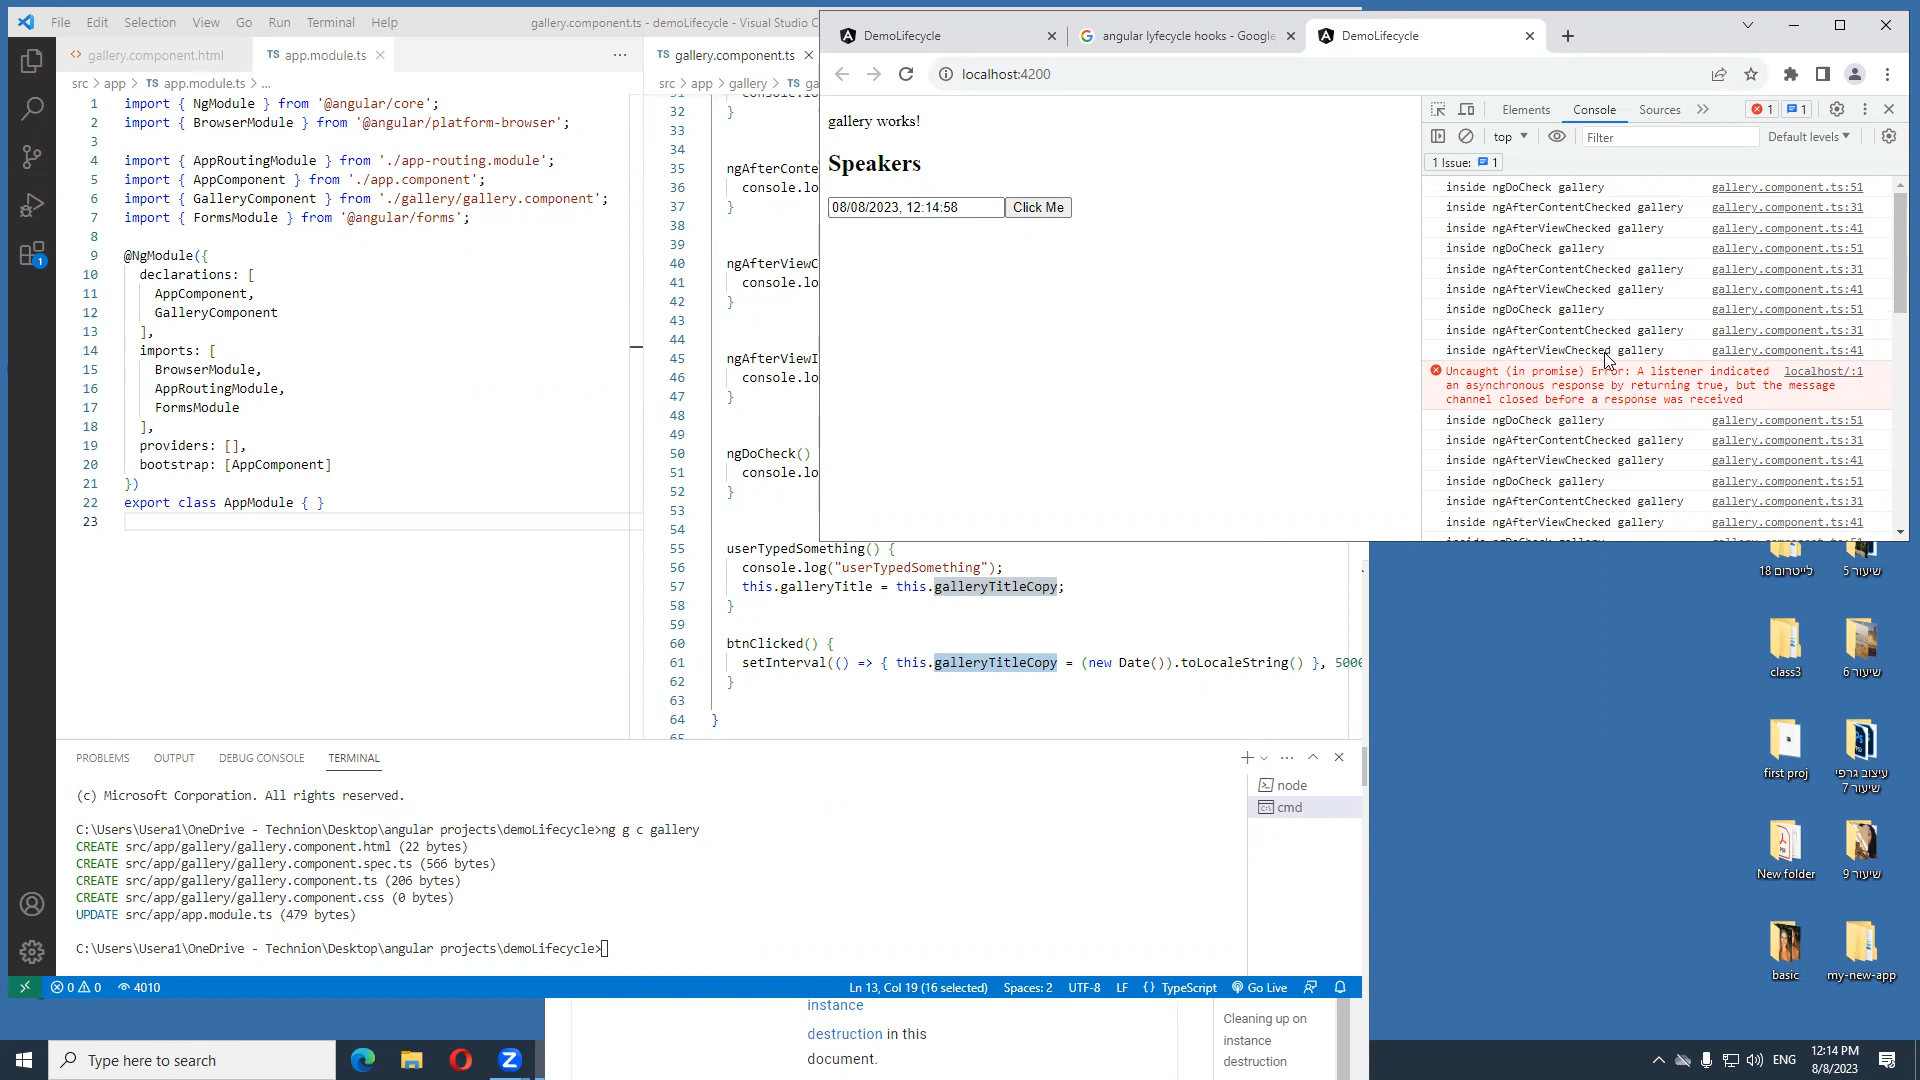 File Edit Selection View Go Run Terminal Help
gallery.component.ts - demoLifecycle - Visual Studio C
gallery.component.html
TS app.module.ts
src > app > TS app.module.ts > ...
1 import { NgModule } from '@angular/core';
2 import { BrowserModule } from '@angular/platform-browser';
3
4 import { AppRoutingModule } from './app-routing.module';
5 import { AppComponent } from './app.component';
6 import { GalleryComponent } from './gallery/gallery.component';
7 import { FormsModule } from '@angular/forms';
8
9 @NgModule({
10 declarations: [
11 AppComponent,
12 GalleryComponent
13 ],
14 imports: [
15 BrowserModule,
16 AppRoutingModule,
17 FormsModule
18 ],
19 providers: [],
20 bootstrap: [AppComponent]
21 })
22 export class AppModule { }
23
TS gallery.component.ts
src > app > gallery > TS ga
32 }
33
34
35 ngAfterConte
36 console.lo
37 }
38
39
40 ngAfterViewC
41 console.lo
42 }
43
44
45 ngAfterViewI
46 console.lo
47 }
48
49
50 ngDoCheck()
51 console.lo
52 }
53
54
55 userTypedSomething() {
56 console.log("userTypedSomething");
57 this.galleryTitle = this.galleryTitleCopy;
58 }
59
60 btnClicked() {
61 setInterval(() => { this.galleryTitleCopy = (new Date()).toLocaleString() }, 5000
62 }
63
64 }
65
PROBLEMS OUTPUT DEBUG CONSOLE TERMINAL
(c) Microsoft Corporation. All rights reserved.
C:\Users\Usera1\OneDrive - Technion\Desktop\angular projects\demoLifecycle>ng g c gallery
CREATE src/app/gallery/gallery.component.html (22 bytes)
CREATE src/app/gallery/gallery.component.spec.ts (566 bytes)
CREATE src/app/gallery/gallery.component.ts (206 bytes)
CREATE src/app/gallery/gallery.component.css (0 bytes)
UPDATE src/app/app.module.ts (479 bytes)
C:\Users\Usera1\OneDrive - Technion\Desktop\angular projects\demoLifecycle>
node
cmd
0 0 4010
Ln 13, Col 19 (16 selected) Spaces: 2 UTF-8 LF {} TypeScript Go Live
DemoLifecycle
angular lyfecycle hooks - Google
DemoLifecycle
localhost:4200
gallery works!
Speakers
08/08/2023, 12:14:58 Click Me
Elements Console Sources 1 1
top Filter Default levels
1 Issue: 1
inside ngDoCheck gallery gallery.component.ts:51
inside ngAfterContentChecked gallery gallery.component.ts:31
inside ngAfterViewChecked gallery gallery.component.ts:41
inside ngDoCheck gallery gallery.component.ts:51
inside ngAfterContentChecked gallery gallery.component.ts:31
inside ngAfterViewChecked gallery gallery.component.ts:41
inside ngDoCheck gallery gallery.component.ts:51
inside ngAfterContentChecked gallery gallery.component.ts:31
inside ngAfterViewChecked gallery gallery.component.ts:41
Uncaught (in promise) Error: A listener indicated localhost/:1
an asynchronous response by returning true, but the message
channel closed before a response was received
inside ngDoCheck gallery gallery.component.ts:51
inside ngAfterContentChecked gallery gallery.component.ts:31
inside ngAfterViewChecked gallery gallery.component.ts:41
inside ngDoCheck gallery gallery.component.ts:51
inside ngAfterContentChecked gallery gallery.component.ts:31
inside ngAfterViewChecked gallery gallery.component.ts:41
לייטרום 18
שיעור 5
class3
שיעור 6
first proj
עיצוב גרפי
שיעור 7
New folder
שיעור 9
basic
my-new-app
instance
destruction in this
document.
Cleaning up on
instance
destruction
Type here to search
ENG
12:14 PM
8/8/2023